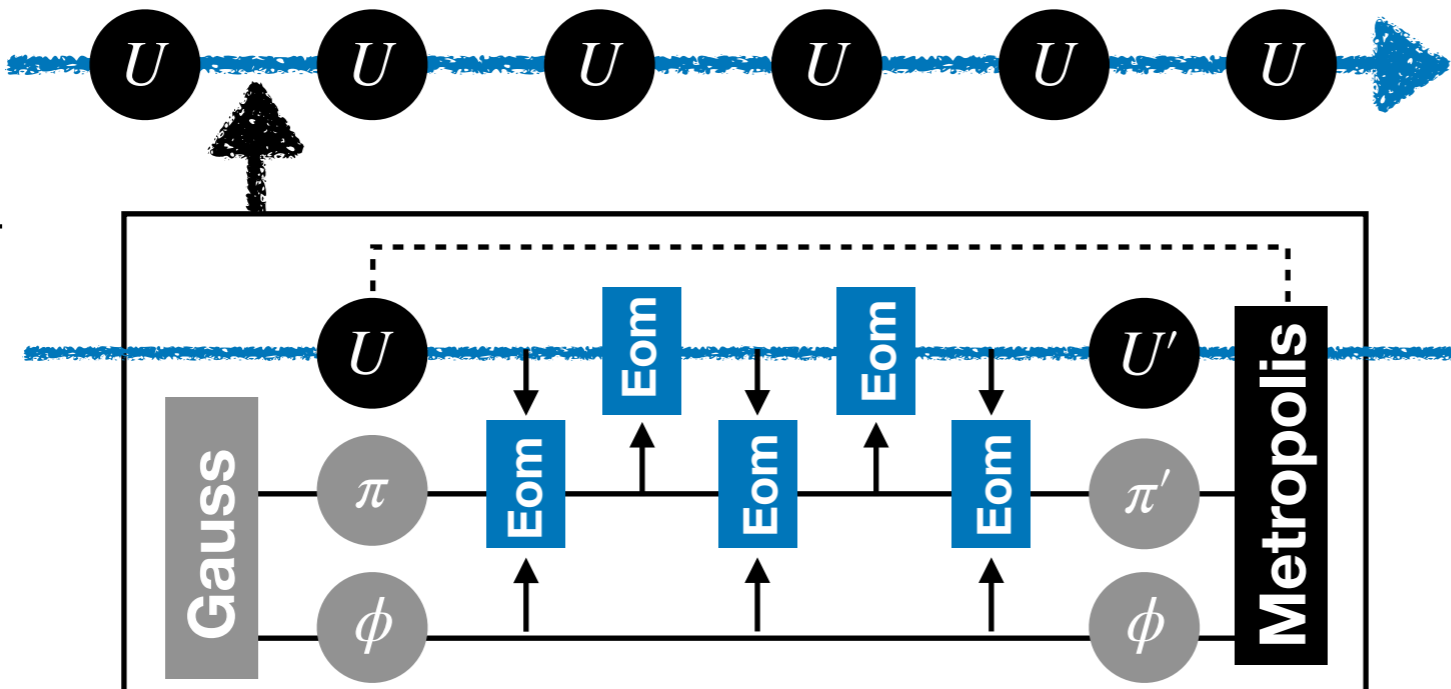 U U U U U U
U Eom Eom U′ Metropolis
Gauss π Eom Eom Eom π′
ϕ ϕ